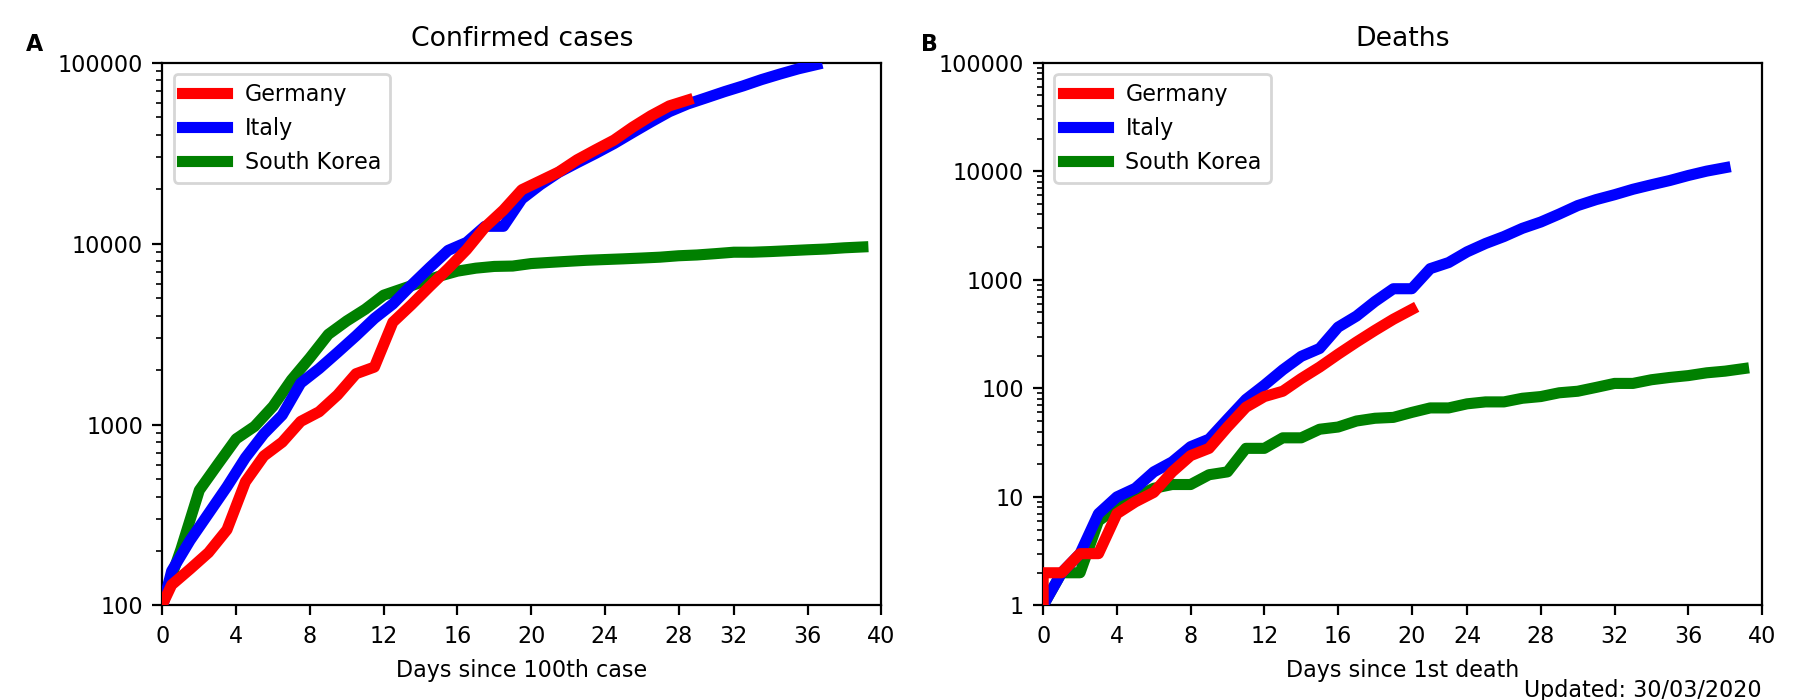 A
Confirmed cases
100000
10000
1000
100
Germany
Italy
South Korea
0 4 8 12 16 20 24 28 32 36 40
Days since 100th case
B
Deaths
100000
10000
1000
100
10
1
Germany
Italy
South Korea
0 4 8 12 16 20 24 28 32 36 40
Days since 1st death
Updated: 30/03/2020